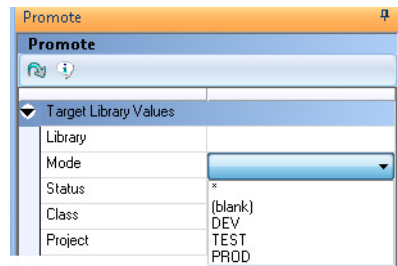 Promote
Promote
Target Library Values
Library
Mode
Status
Class
Project
*
(blank)
DEV
TEST
PROD